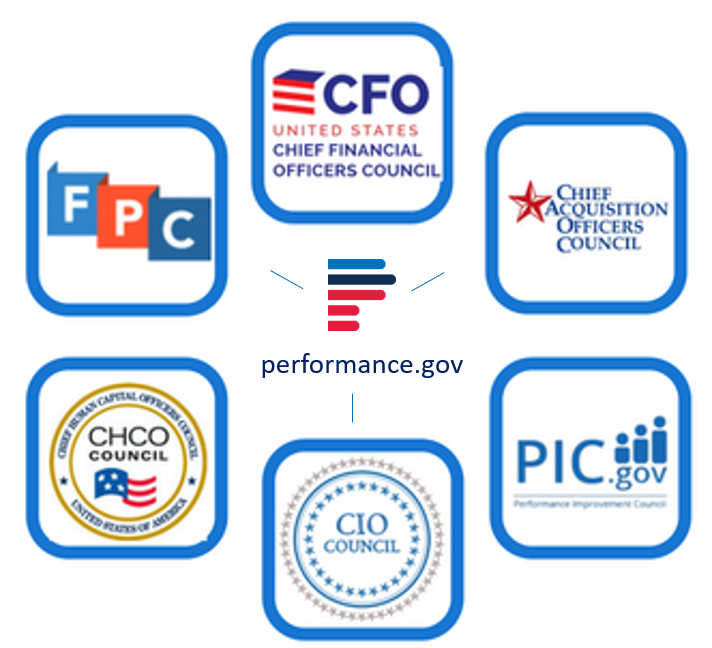 CFO
UNITED STATES
CHIEF FINANCIAL
OFFICERS COUNCIL
F P C
CHIEF
ACQUISITION
OFFICERS
COUNCIL
performance.gov
CHIEF HUMAN CAPITAL OFFICERS COUNCIL
CHCO
COUNCIL
UNITED STATES OF AMERICA
CIO
COUNCIL
PIC.gov
Performance Improvement Council